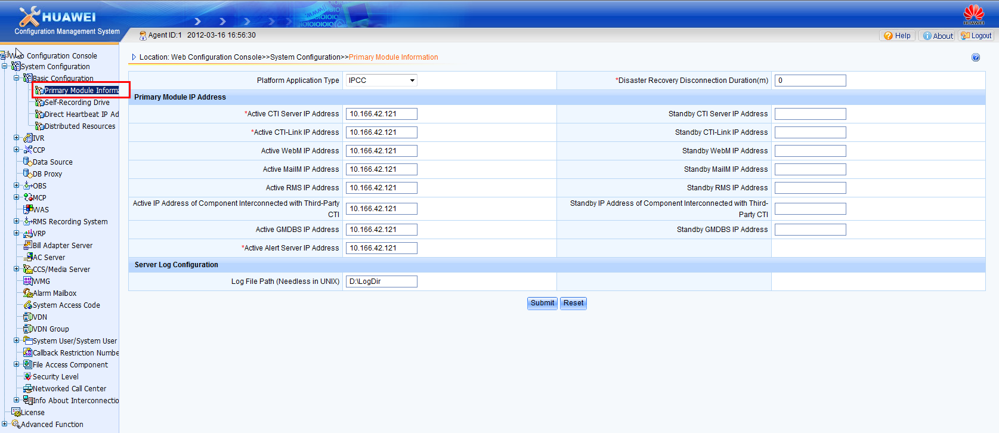 HUAWEI
Configuration Management System
HUAWEI
Agent ID:1 2012-03-16 16:56:30
Help
About
Logout
Web Configuration Console
System Configuration
Basic Configuration
Primary Module Inform
Self-Recording Drive
Direct Heartbeat IP Ad
Distributed Resources
IVR
CCP
Data Source
DB Proxy
OBS
MCP
WAS
RMS Recording System
VRP
Bill Adapter Server
AC Server
CCS/Media Server
WMG
Alarm Mailbox
System Access Code
VDN
VDN Group
System User/System User
Callback Restriction Numbe
File Access Component
Security Level
Networked Call Center
Info About Interconnectio
License
Advanced Function
Location: Web Configuration Console>>System Configuration>>Primary Module Information
Platform Application Type IPCC *Disaster Recovery Disconnection Duration(m) 0
Primary Module IP Address
*Active CTI Server IP Address 10.166.42.121 Standby CTI Server IP Address
*Active CTI-Link IP Address 10.166.42.121 Standby CTI-Link IP Address
Active WebM IP Address 10.166.42.121 Standby WebM IP Address
Active MailM IP Address 10.166.42.121 Standby MailM IP Address
Active RMS IP Address 10.166.42.121 Standby RMS IP Address
Active IP Address of Component Interconnected with Third-Party
CTI
10.166.42.121
Standby IP Address of Component Interconnected with Third-
Party CTI
Active GMDBS IP Address 10.166.42.121 Standby GMDBS IP Address
*Active Alert Server IP Address 10.166.42.121
Server Log Configuration
Log File Path (Needless in UNIX) D:\LogDir
Submit Reset